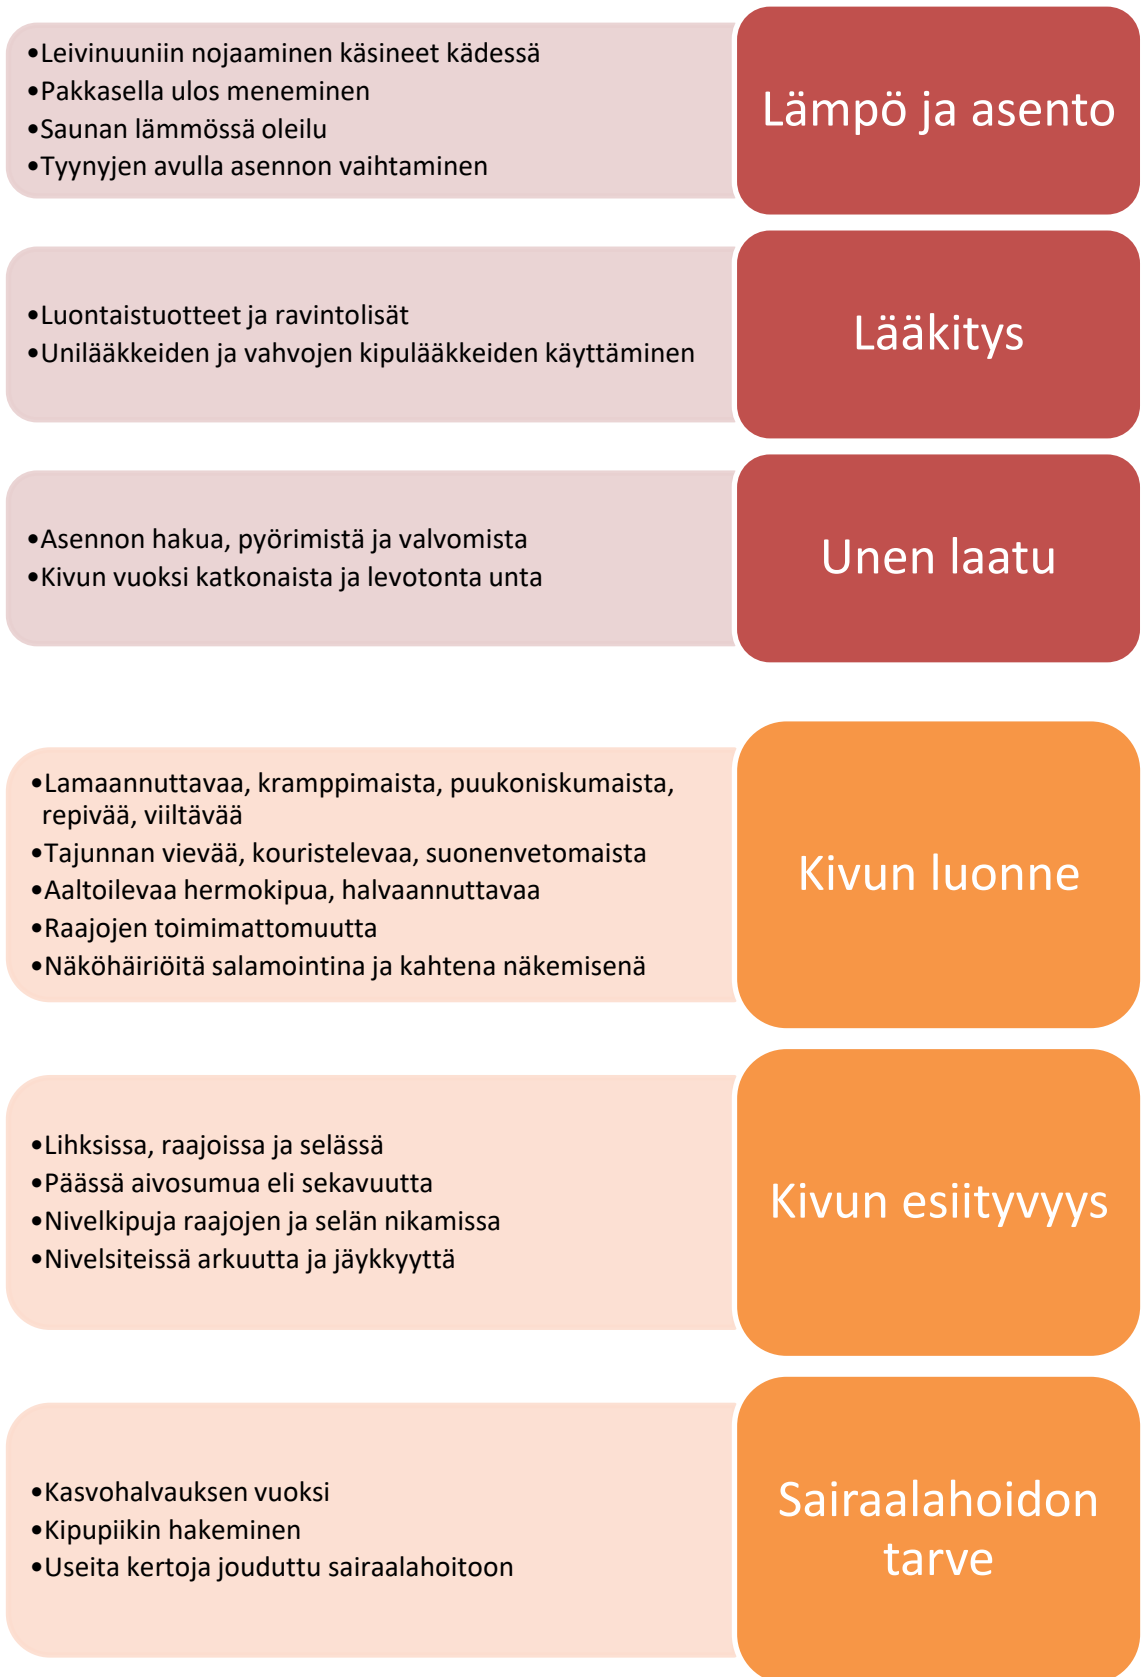 •Leivinuuniin nojaaminen käsineet kädessä
•Pakkasella ulos meneminen
•Saunan lämmössä oleilu
•Tyynyjen avulla asennon vaihtaminen
Lämpö ja asento
•Luontaistuotteet ja ravintolisät
•Unilääkkeiden ja vahvojen kipulääkkeiden käyttäminen
Lääkitys
•Asennon hakua, pyörimistä ja valvomista
•Kivun vuoksi katkonaista ja levotonta unta
Unen laatu
•Lamaannuttavaa, kramppimaista, puukoniskumaista,
repivää, viiltävää
•Tajunnan vievää, kouristelevaa, suonenvetomaista
•Aaltoilevaa hermokipua, halvaannuttavaa
•Raajojen toimimattomuutta
•Näköhäiriöitä salamointina ja kahtena näkemisenä
Kivun luonne
•Lihksissa, raajoissa ja selässä
•Päässä aivosumua eli sekavuutta
•Nivelkipuja raajojen ja selän nikamissa
•Nivelsiteissä arkuutta ja jäykkyyttä
Kivun esiityvyys
•Kasvohalvauksen vuoksi
•Kipupiikin hakeminen
•Useita kertoja jouduttu sairaalahoitoon
Sairaalahoidon
tarve